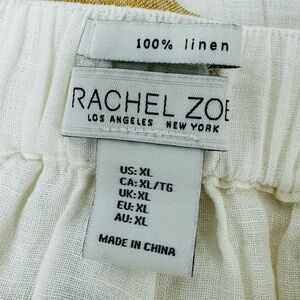 100% linen
RACHEL ZOE
LOS ANGELES NEW YORK
US: XL
CA: XL/TG
UK: XL
EU: XL
AU: XL
MADE IN CHINA